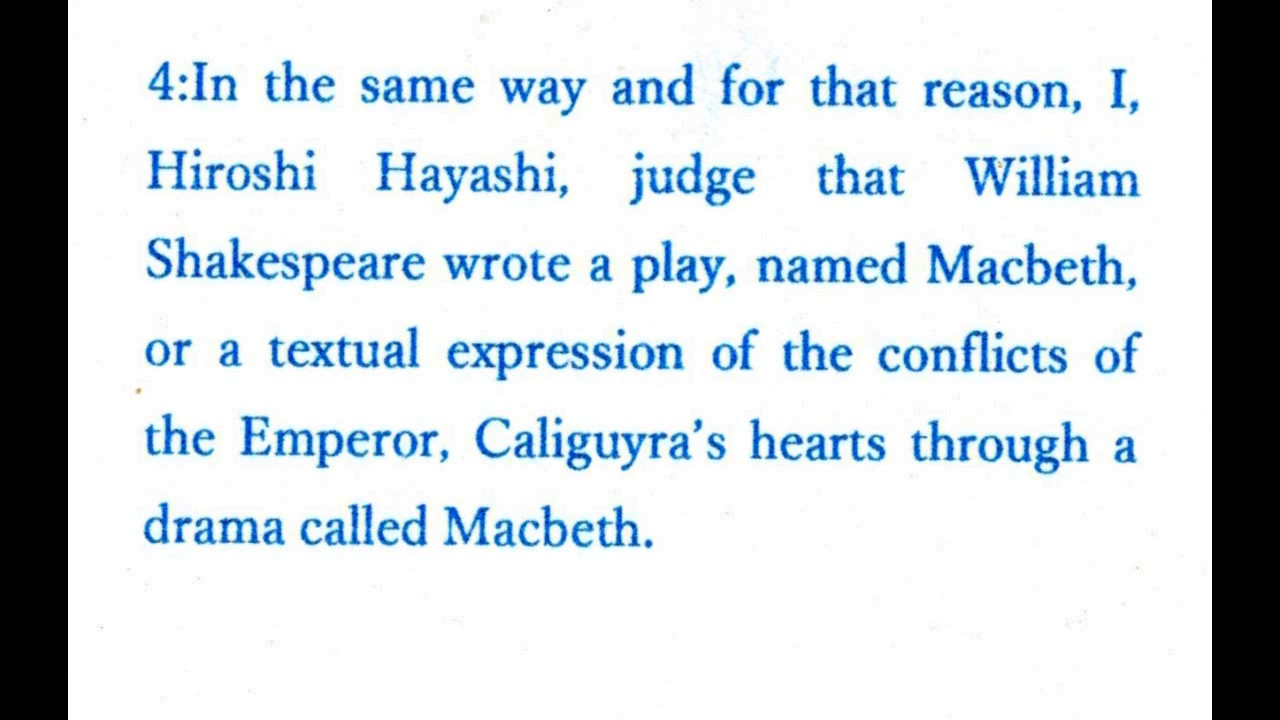 4:In the same way and for that reason, I,
Hiroshi Hayashi, judge that William
Shakespeare wrote a play, named Macbeth,
or a textual expression of the conflicts of
the Emperor, Caliguyra's hearts through a
drama called Macbeth.